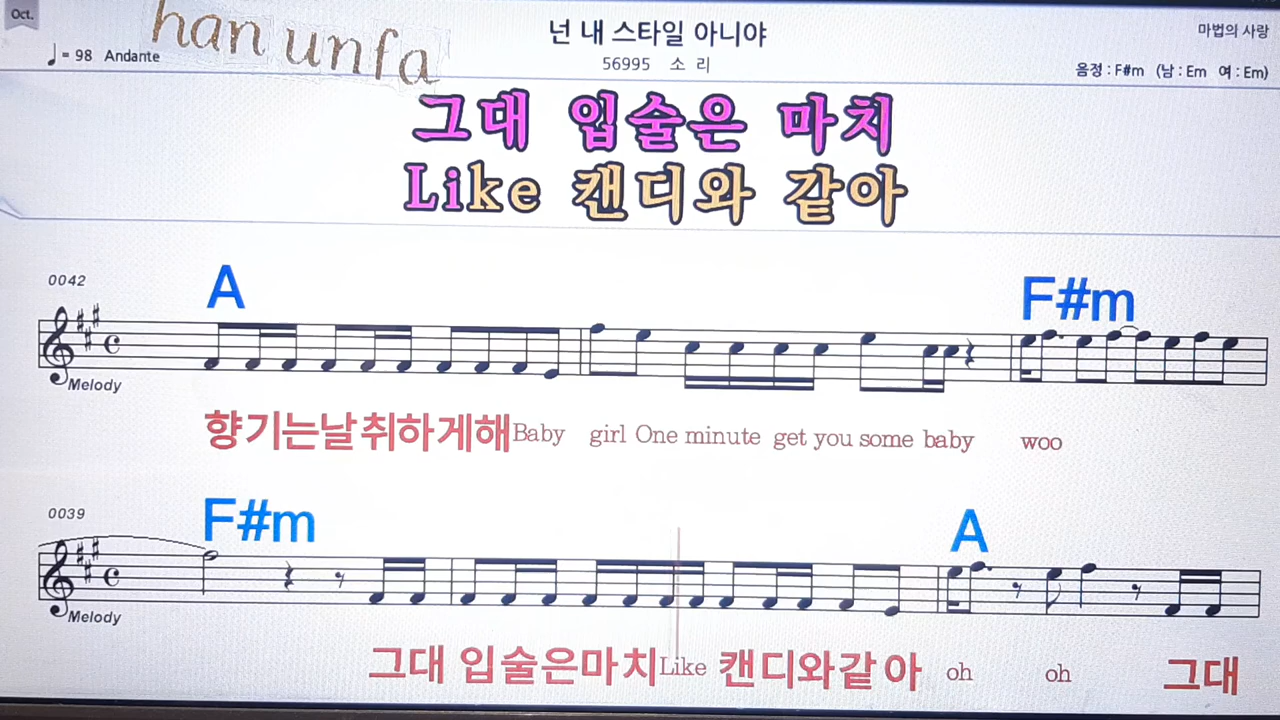 Oct.
han unfa
넌 내 스타일 아니야
마법의 사랑
♩= 98 Andante
56995 소 리
음정 : F#m (남 : Em 여 : Em)
그대 입술은 마치
Like 캔디와 같아
0042
A F#m
Melody
향기는날취하게해Baby girl One minute get you some baby woo
0039
F#m A
Melody
그대 입술은마치Like 캔디와같아 oh oh 그대